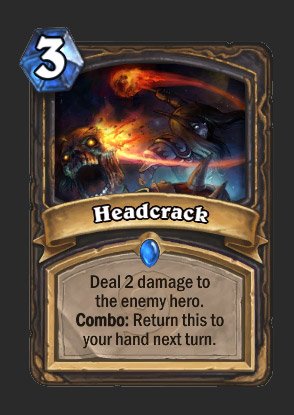 3
Headcrack
Deal 2 damage to
the enemy hero.
Combo: Return this to
your hand next turn.